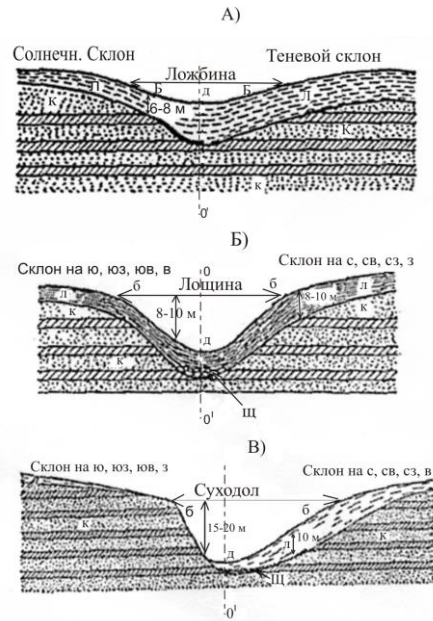 А)
Солнечн. Склон
Теневой склон
Ложбина
Л Б д Б Л
К 6-8 м К
К
0'
Б)
Склон на ю, юз, юв, в
0
Склон на с, св, сз, з
б Лощина б
Л 8-10 м 8-10 м Л
К К
д
К К
щ
0'
В)
Склон на ю, юз, юв, з
Склон на с, св, сз, в
Суходол
б б
К 15-20 м 10 м К
д л
Щ
0'